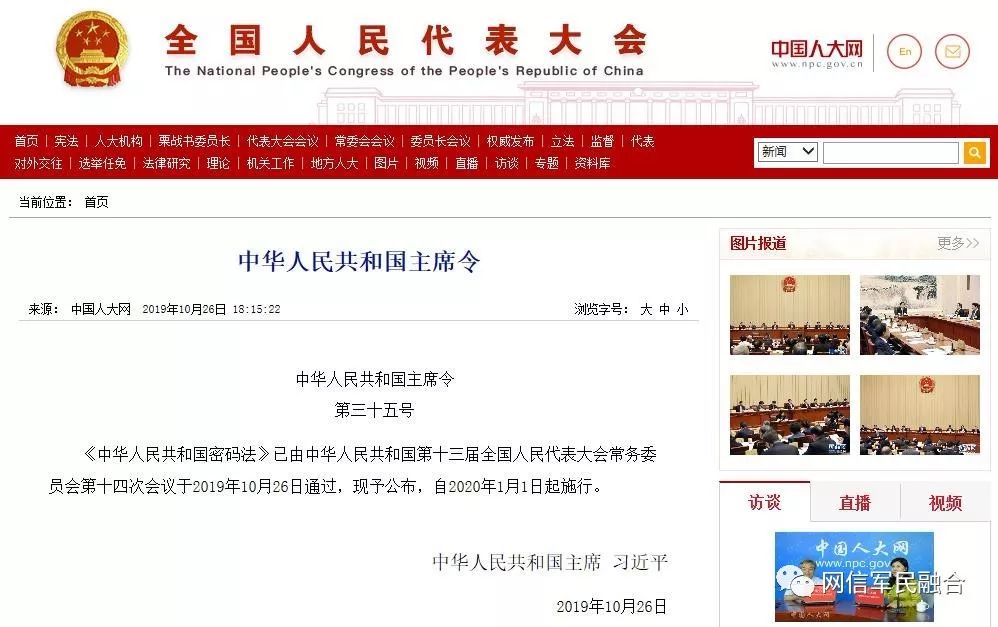 全国人民代表大会
The National People's Congress of the People's Republic of China
中国人大网
www.npc.gov.cn
En
首页 | 宪法 | 人大机构 | 栗战书委员长 | 代表大会会议 | 常委会会议 | 委员长会议 | 权威发布 | 立法 | 监督 | 代表
对外交往 | 选举任免 | 法律研究 | 理论 | 机关工作 | 地方人大 | 图片 | 视频 | 直播 | 访谈 | 专题 | 资料库
新闻
当前位置： 首页
中华人民共和国主席令
来源： 中国人大网 2019年10月26日 18:15:22
浏览字号： 大 中 小
中华人民共和国主席令
第三十五号
《中华人民共和国密码法》已由中华人民共和国第十三届全国人民代表大会常务委
员会第十四次会议于2019年10月26日通过，现予公布，自2020年1月1日起施行。
中华人民共和国主席 习近平
2019年10月26日
图片报道
更多>>
访谈
直播
视频
中国人大网
www.npc.gov
网信军民融合
中国人大网